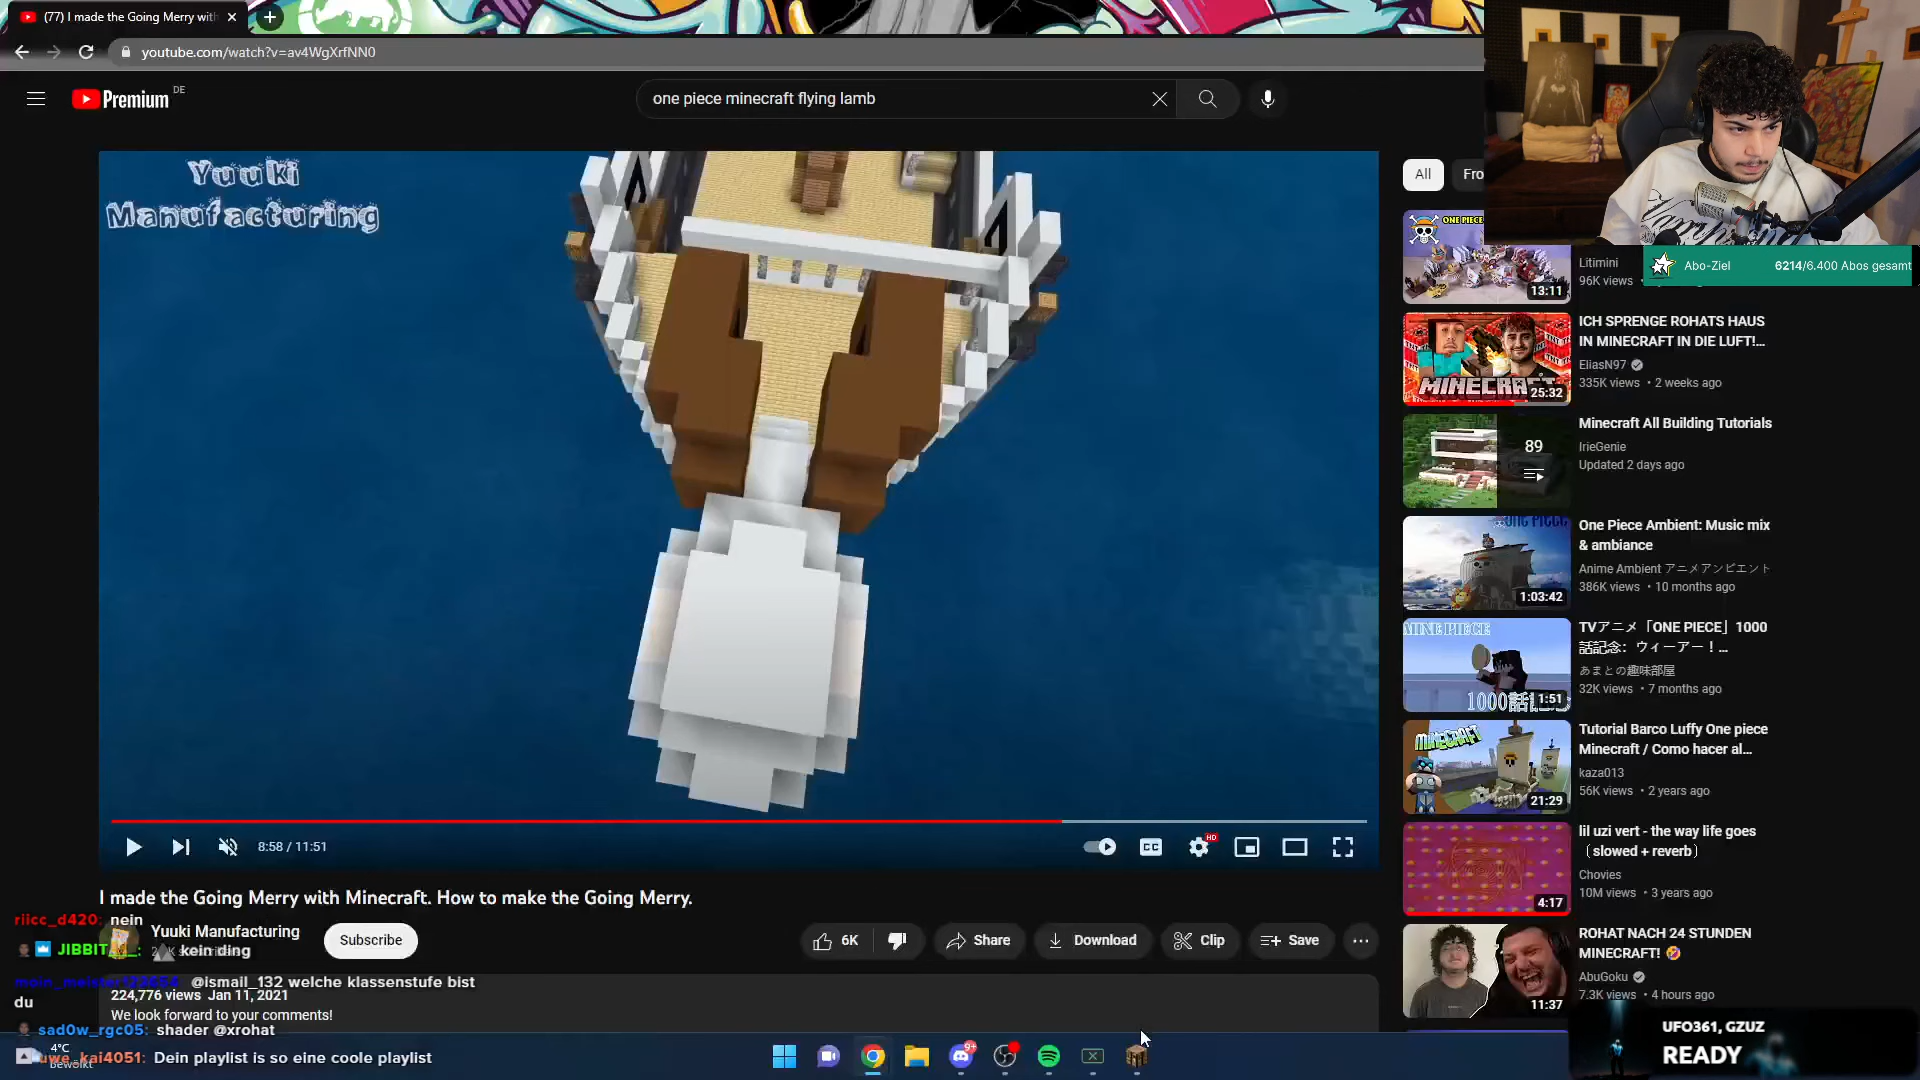 (77) I made the Going Merry with
youtube.com/watch?v=av4WgXrfNN0
Premium DE
one piece minecraft flying lamb
Yuuki
Manufacturing
All
Fro
ONE PIECE
13:11
Litimini
96K views
Abo-Ziel 6214/6.400 Abos gesamt
MINECRAFT
25:32
ICH SPRENGE ROHATS HAUS
IN MINECRAFT IN DIE LUFT!...
EliasN97
335K views • 2 weeks ago
89
Minecraft All Building Tutorials
IrieGenie
Updated 2 days ago
1:03:42
One Piece Ambient: Music mix
& ambiance
Anime Ambient アニメアンビエント
386K views • 10 months ago
1:51
TVアニメ「ONE PIECE」1000
話記念：ウィーアー！...
あまとの趣味部屋
32K views • 7 months ago
MINECRAFT
21:29
Tutorial Barco Luffy One piece
Minecraft / Como hacer al...
kaza013
56K views • 2 years ago
4:17
lil uzi vert - the way life goes
〔slowed + reverb〕
Chovies
10M views • 3 years ago
11:37
ROHAT NACH 24 STUNDEN
MINECRAFT! 🤣
AbuGoku
7.3K views • 4 hours ago
8:58 / 11:51
CC
HD
I made the Going Merry with Minecraft. How to make the Going Merry.
Yuuki Manufacturing
Subscribe
6K
Share
Download
Clip
Save
224,776 views Jan 11, 2021
We look forward to your comments!
riicc_d420: nein
kein ding
@ismail_132 welche klassenstufe bist
du
sad0w_rgc05: shader @xrohat
uwe_kai4051: Dein playlist is so eine coole playlist
4°C
Bewölkt
9+
UFO361, GZUZ
READY